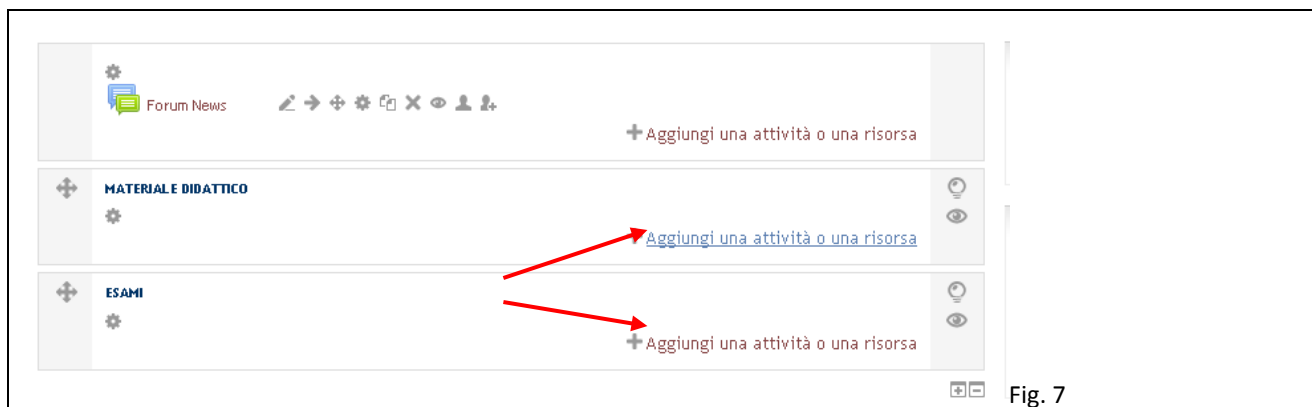 Forum News
Aggiungi una attività o una risorsa
MATERIALE DIDATTICO
Aggiungi una attività o una risorsa
ESAMI
Aggiungi una attività o una risorsa
Fig. 7